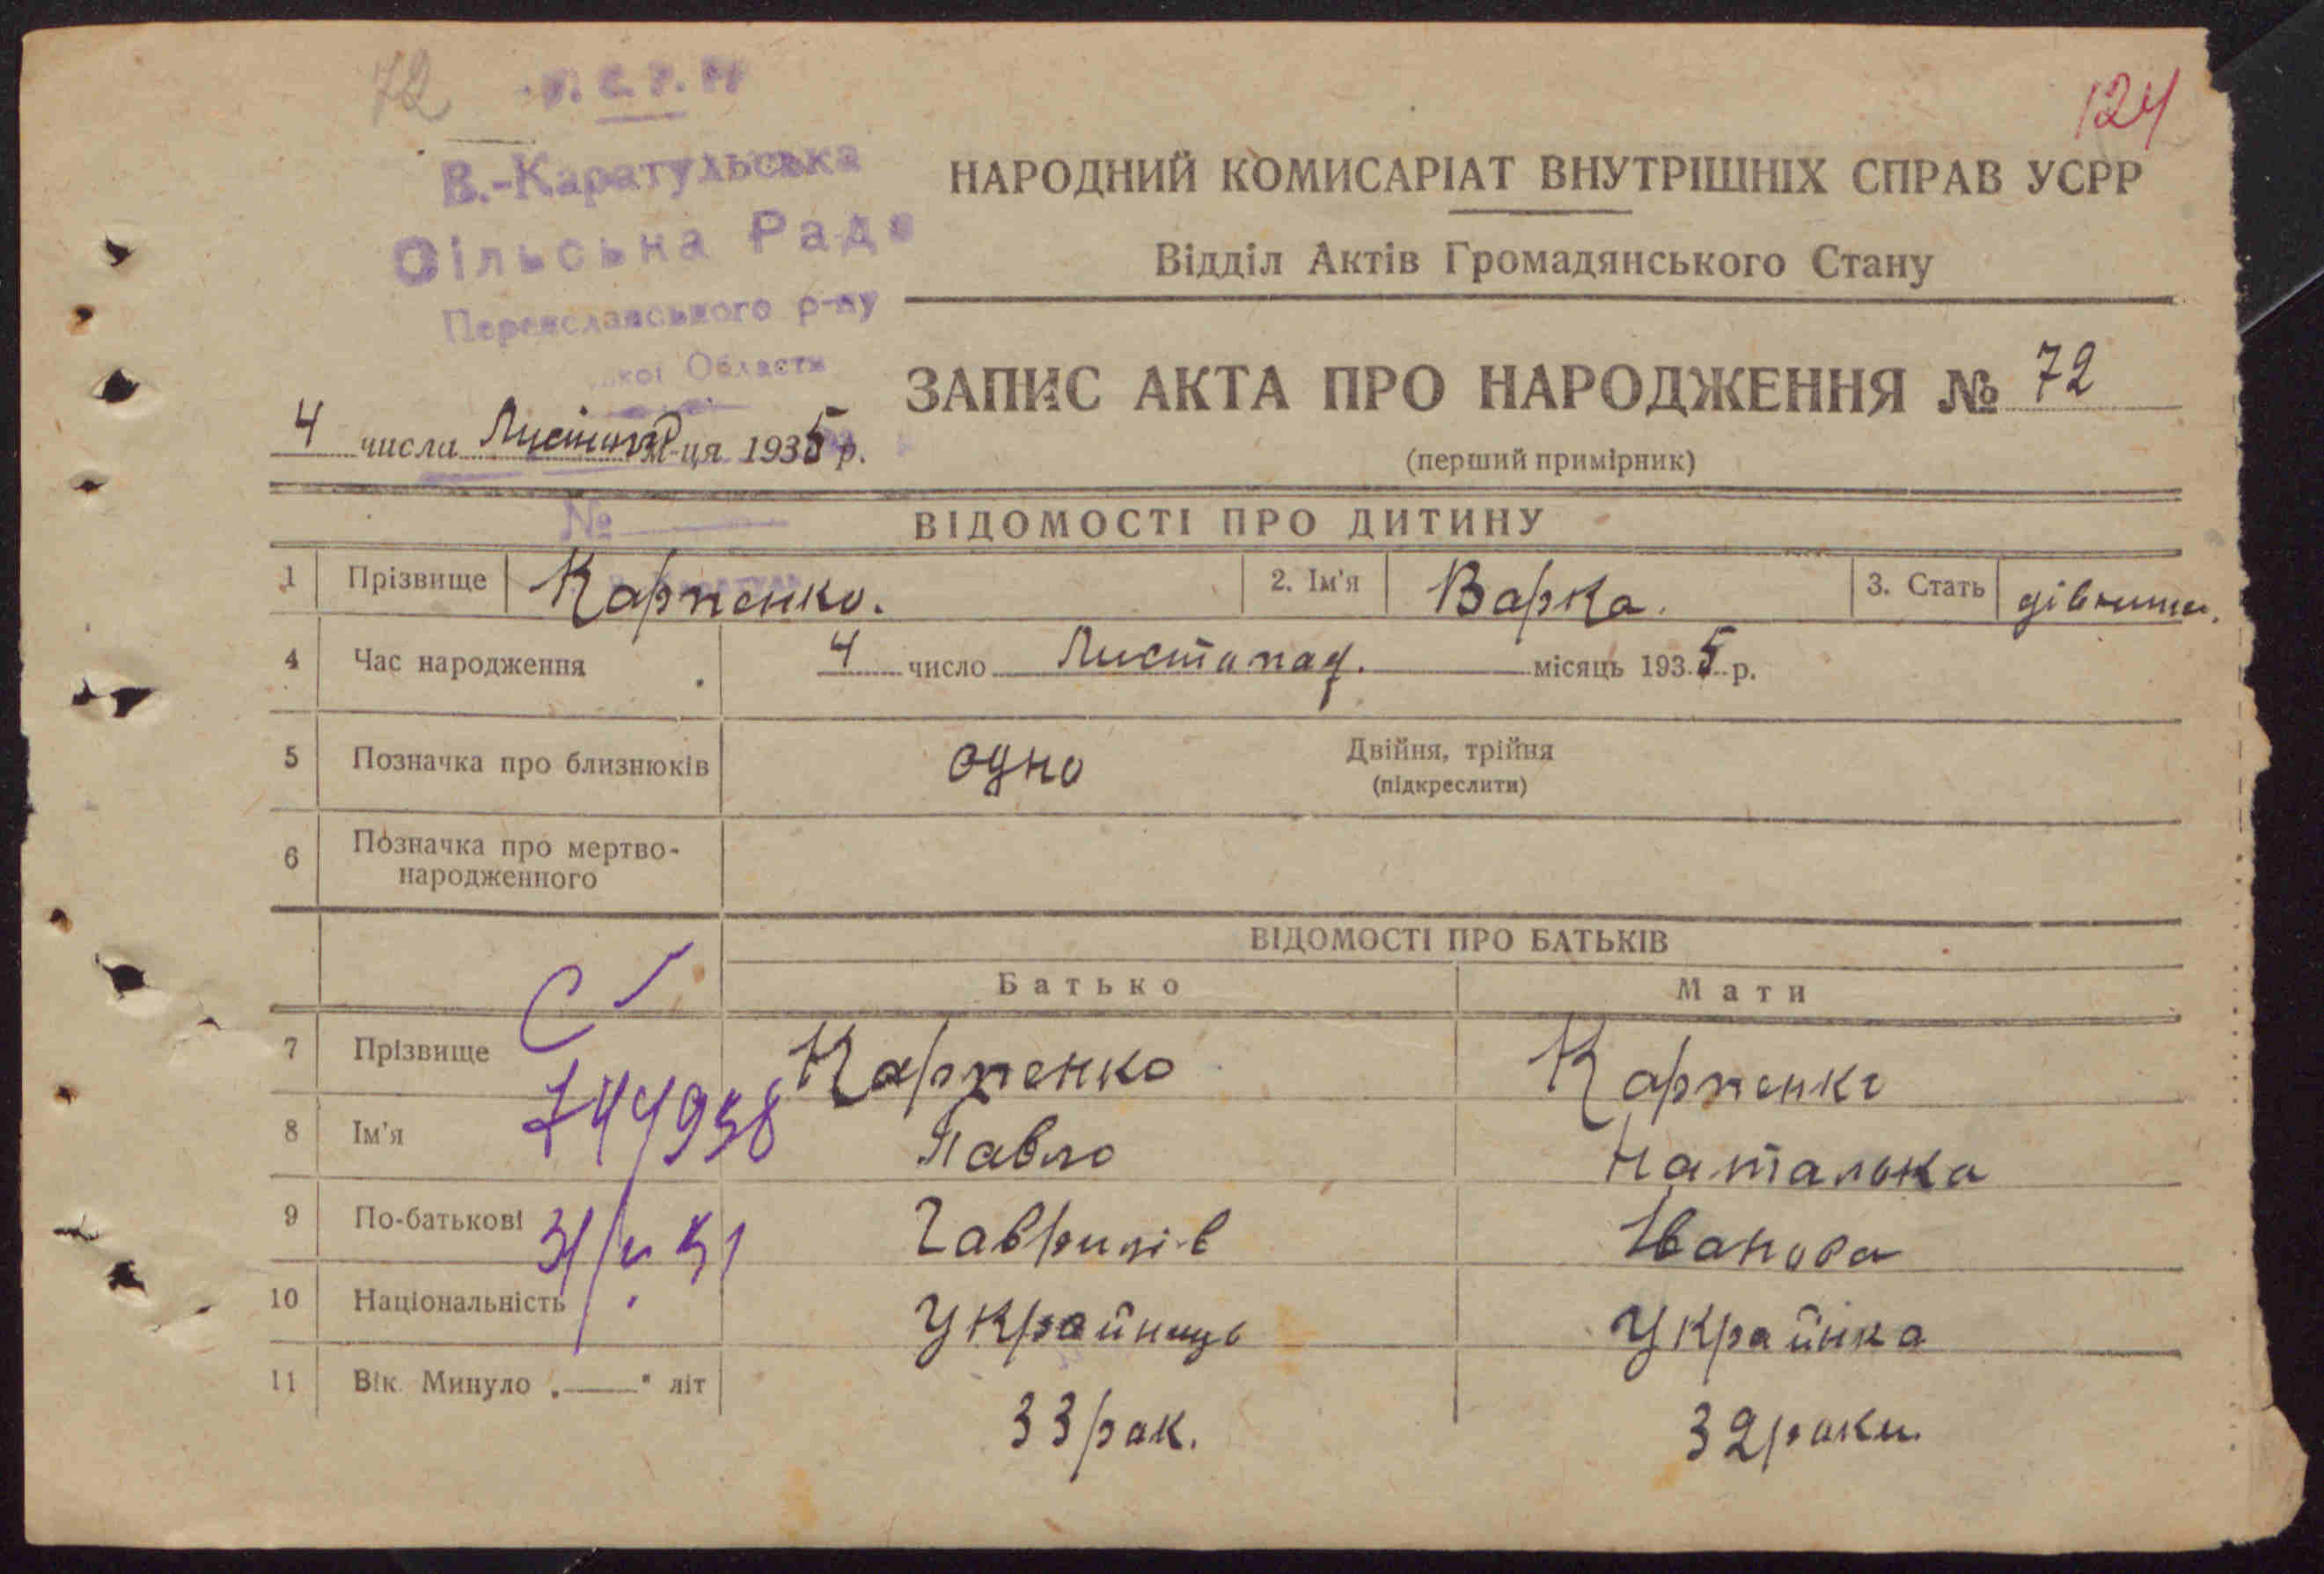 72
У.С.Р.Р.
124
В.-Каратульська
Сільська Рада
Переяславського р-ну
Області
НАРОДНИЙ КОМИСАРІАТ ВНУТРІШНІХ СПРАВ УСРР
Відділ Актів Громадянського Стану
ЗАПИС АКТА ПРО НАРОДЖЕННЯ № 72
(перший примірник)
4 числа М-ця 1935 р.
№
ВІДОМОСТІ ПРО ДИТИНУ
1 Прізвище Карпенко. 2. Ім'я Варка. 3. Стать дівчина.
4 Час народження 4 число Листопад. місяць 1935 р.
5 Позначка про близнюків одно Двійня, трійня
(підкреслити)
6 Позначка про мертво-
народженного
ВІДОМОСТІ ПРО БАТЬКІВ
Батько Мати
7 Прізвище Карпенко Карпенко
8 Ім'я Павло Наталка
744958
9 По-батькові Гаврилів Іванова
10 Національність Українець Українка
11 Вік. Минуло „——" літ 33 рок. 32 роки